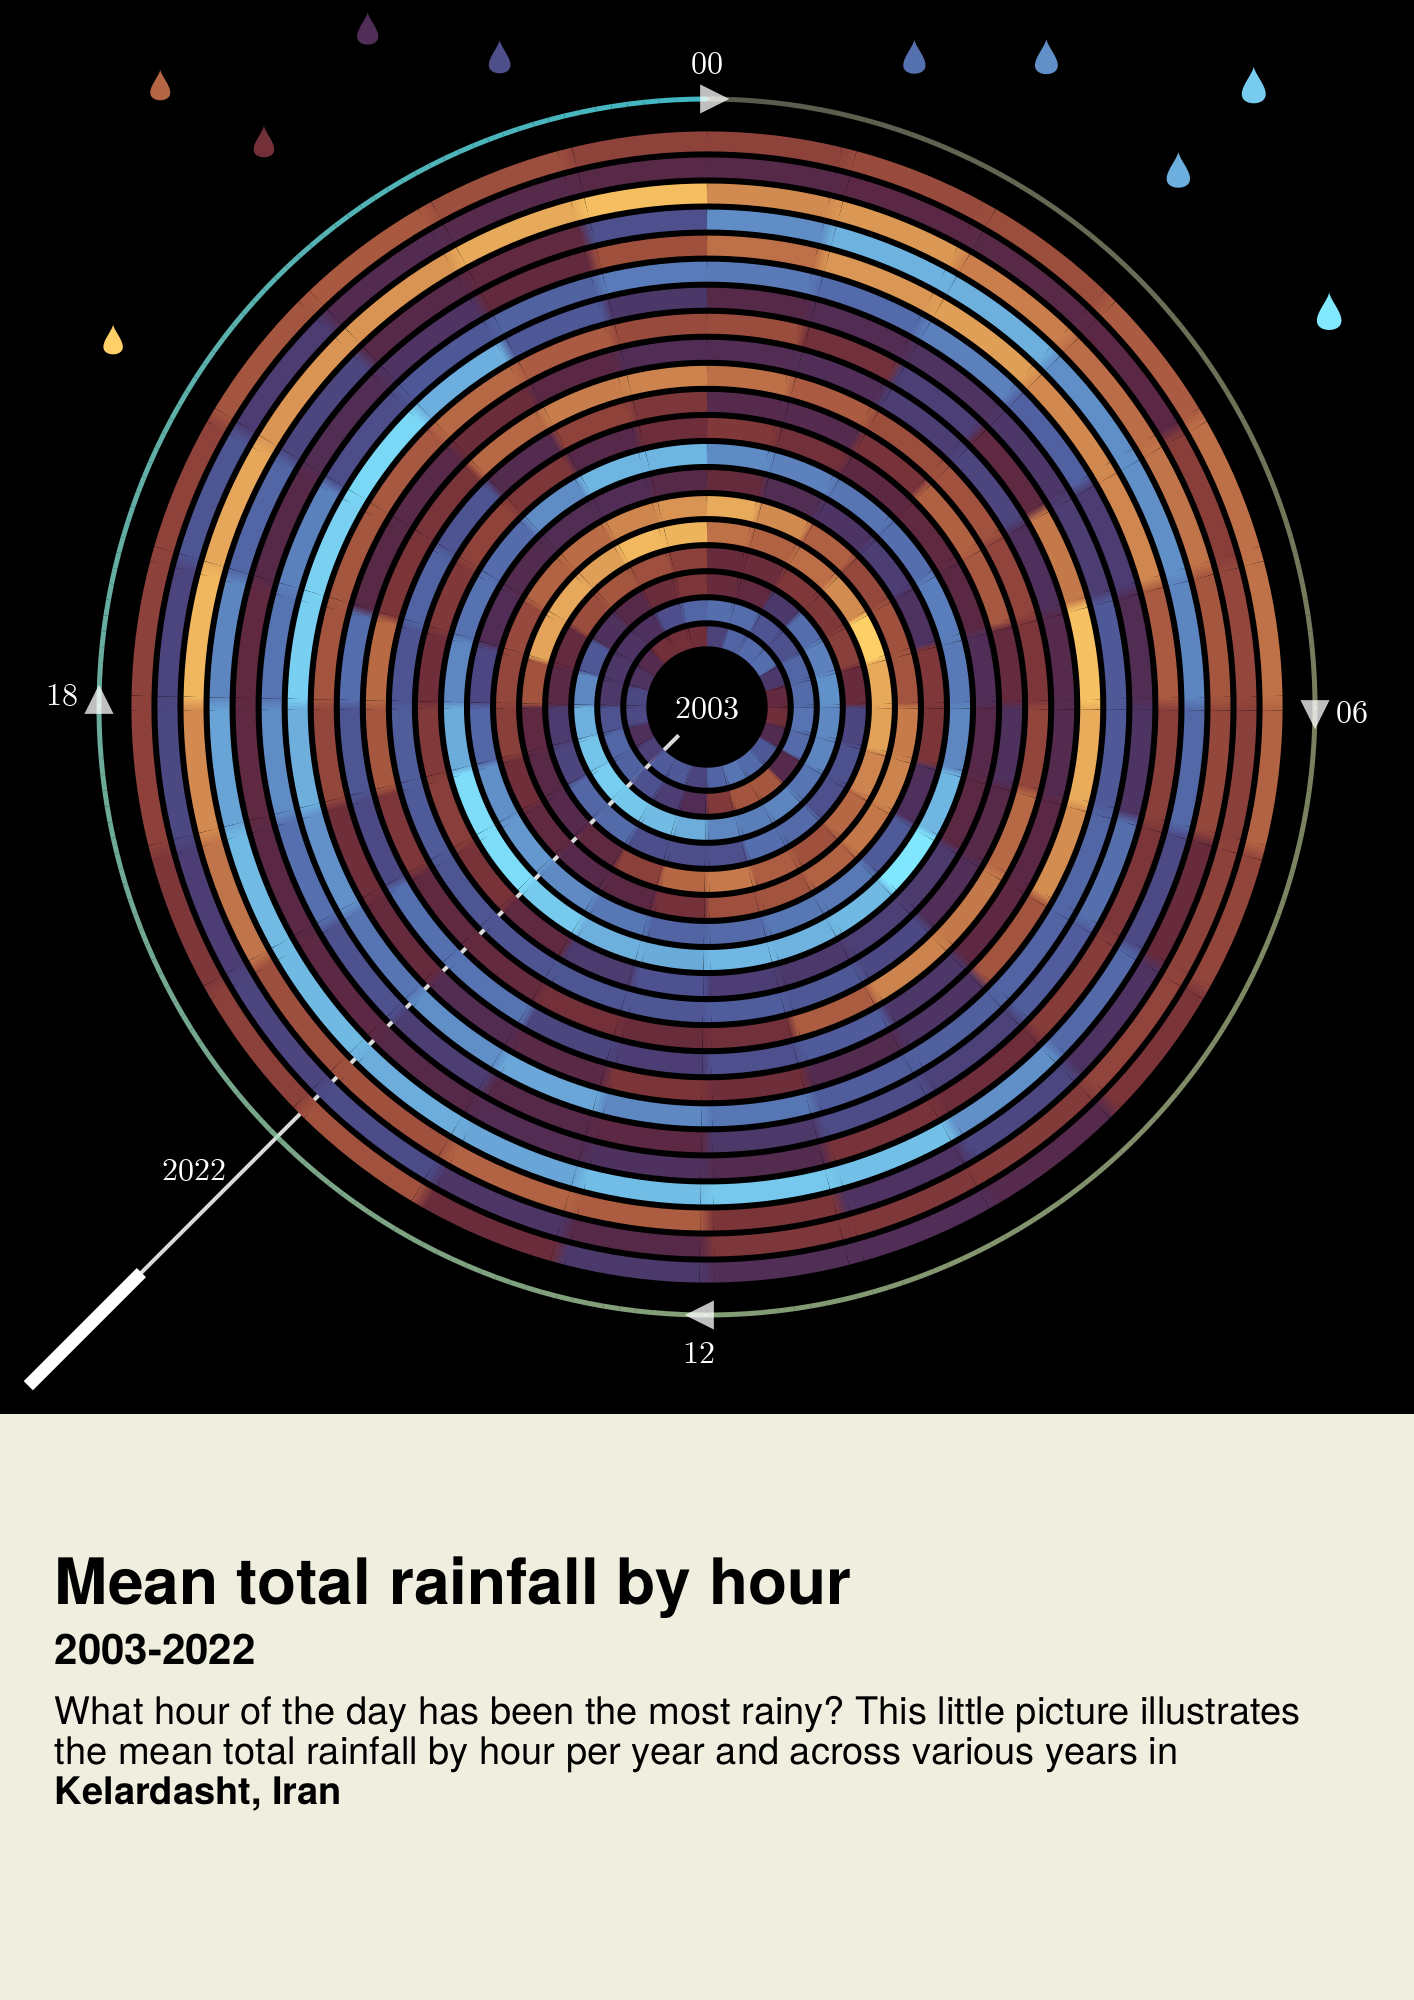 00
18
2003
06
2022
12
Mean total rainfall by hour
2003-2022
What hour of the day has been the most rainy? This little picture illustrates
the mean total rainfall by hour per year and across various years in
Kelardasht, Iran